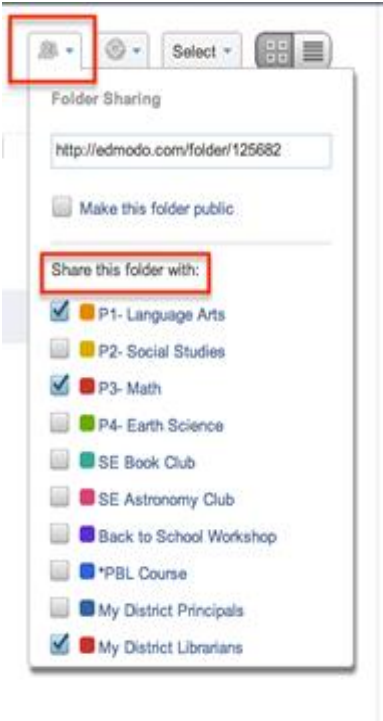 Select
Folder Sharing
http://edmodo.com/folder/125682
Make this folder public
Share this folder with:
P1- Language Arts
P2- Social Studies
P3- Math
P4- Earth Science
SE Book Club
SE Astronomy Club
Back to School Workshop
*PBL Course
My District Principals
My District Librarians